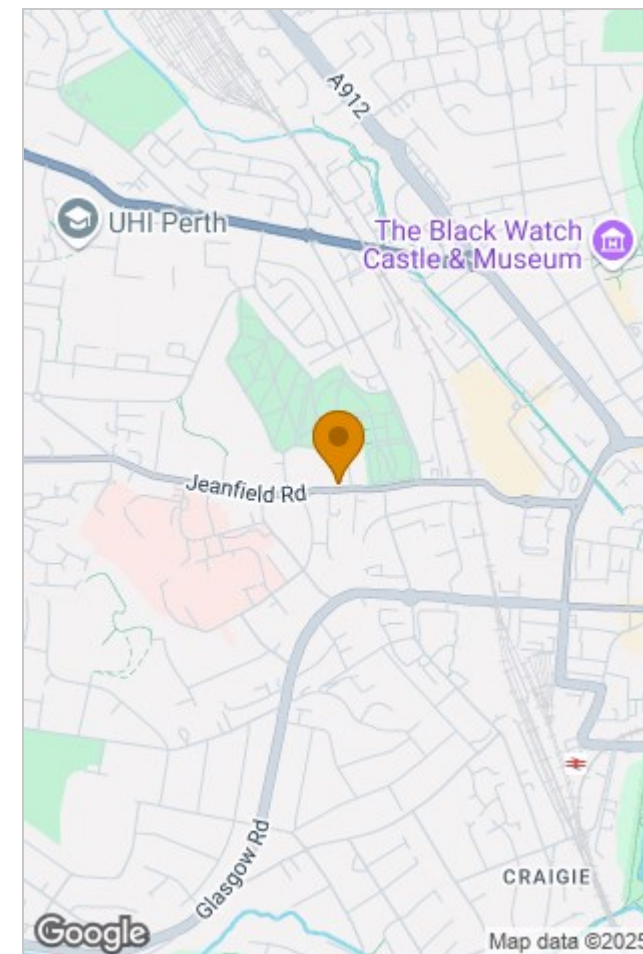 A912
UHI Perth
The Black Watch
Castle & Museum
Jeanfield Rd
Glasgow Rd
CRAIGIE
Google
Map data ©2025